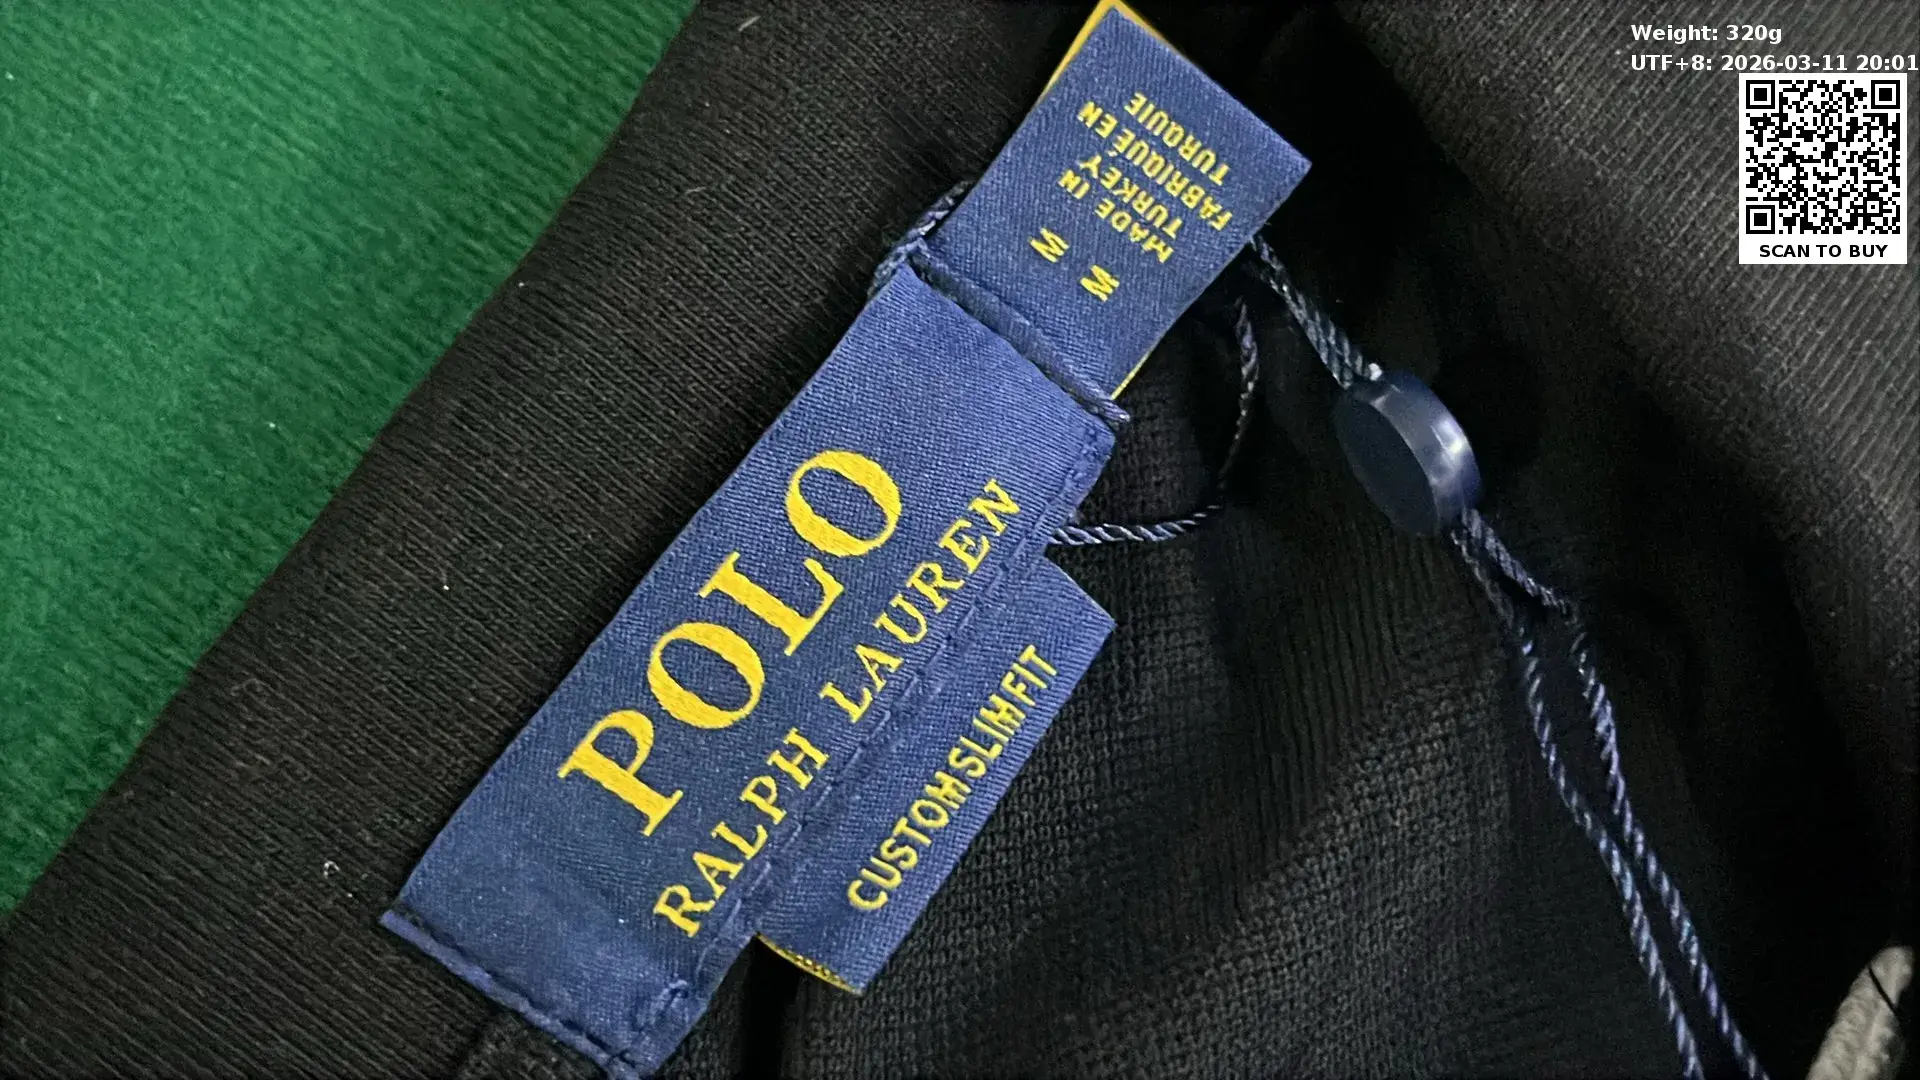 Weight: 320g
UTF+8: 2026-03-11 20:01
SCAN TO BUY
M M
MADE IN
TURKEY
FABRIQUÉ EN
TURQUIE
POLO
RALPH LAUREN
CUSTOM SLIM FIT